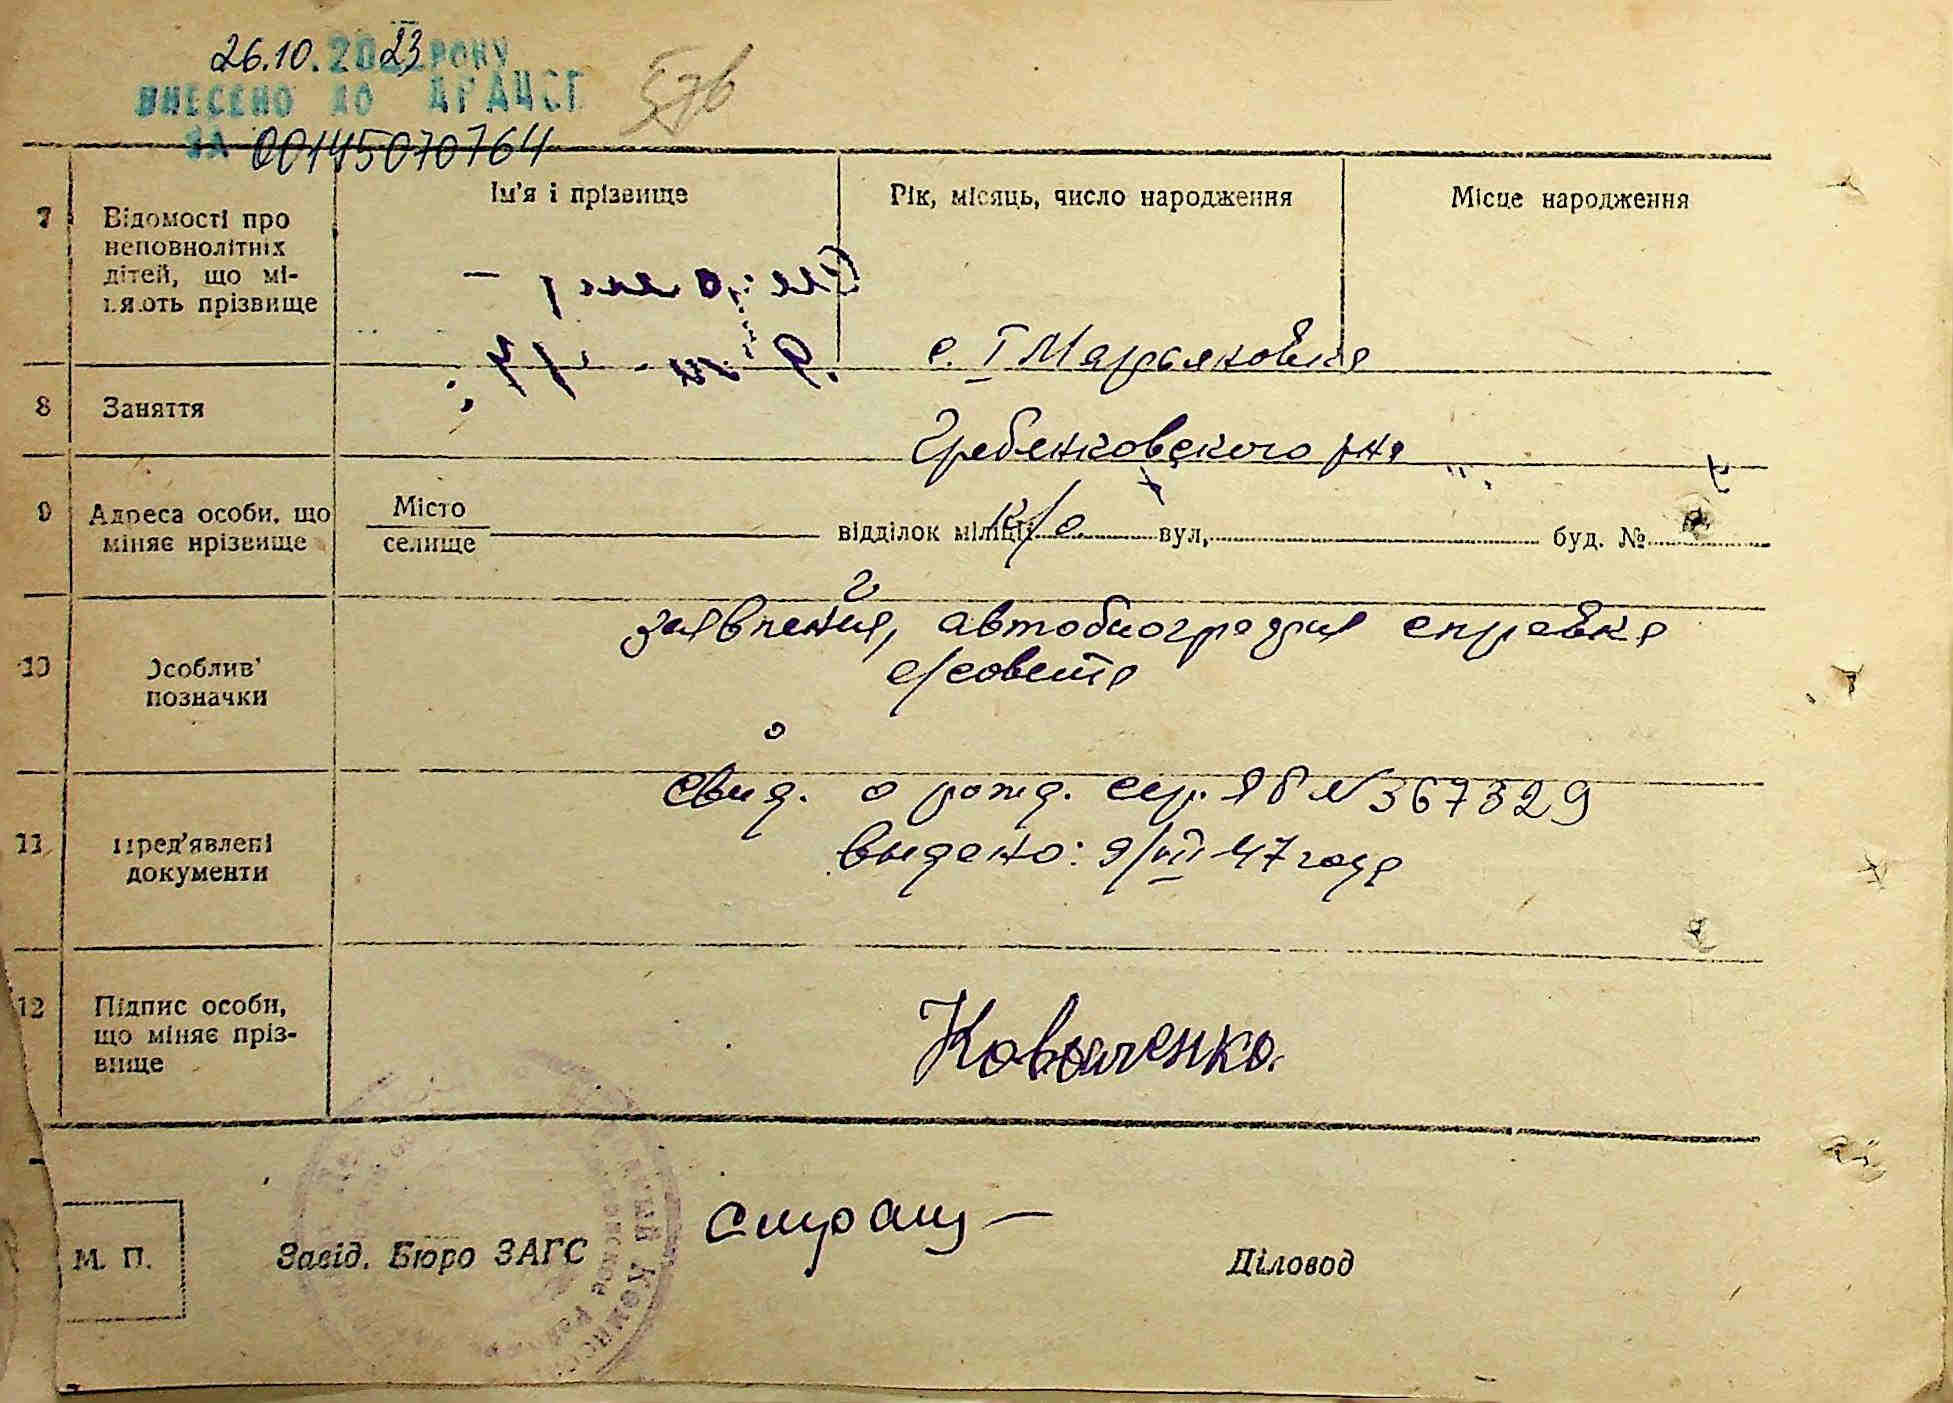 26.10.2023 РОКУ
ВНЕСЕНО ДО ДРАЦСГ
ЗА 00145070764
7 Відомості про неповнолітніх дітей, що міняють прізвище
Ім'я і прізвище
Рік, місяць, число народження
Місце народження
8 Заняття
с. І Марьяновка
Гребенковского р-на
9 Адреса особи, що міняє прізвище
Місто
селище
відділок міліції
вул,
буд. №
10 Особливі позначки
заявления, автобиография справка
с/совета
11 Пред'явлені документи
Свид. о рожд. сер. ЯБ № 367329
выдано: 9/VII 47 года
12 Підпис особи, що міняє прізвище
Коваленко
М. П.
Завід. Бюро ЗАГС
Діловод